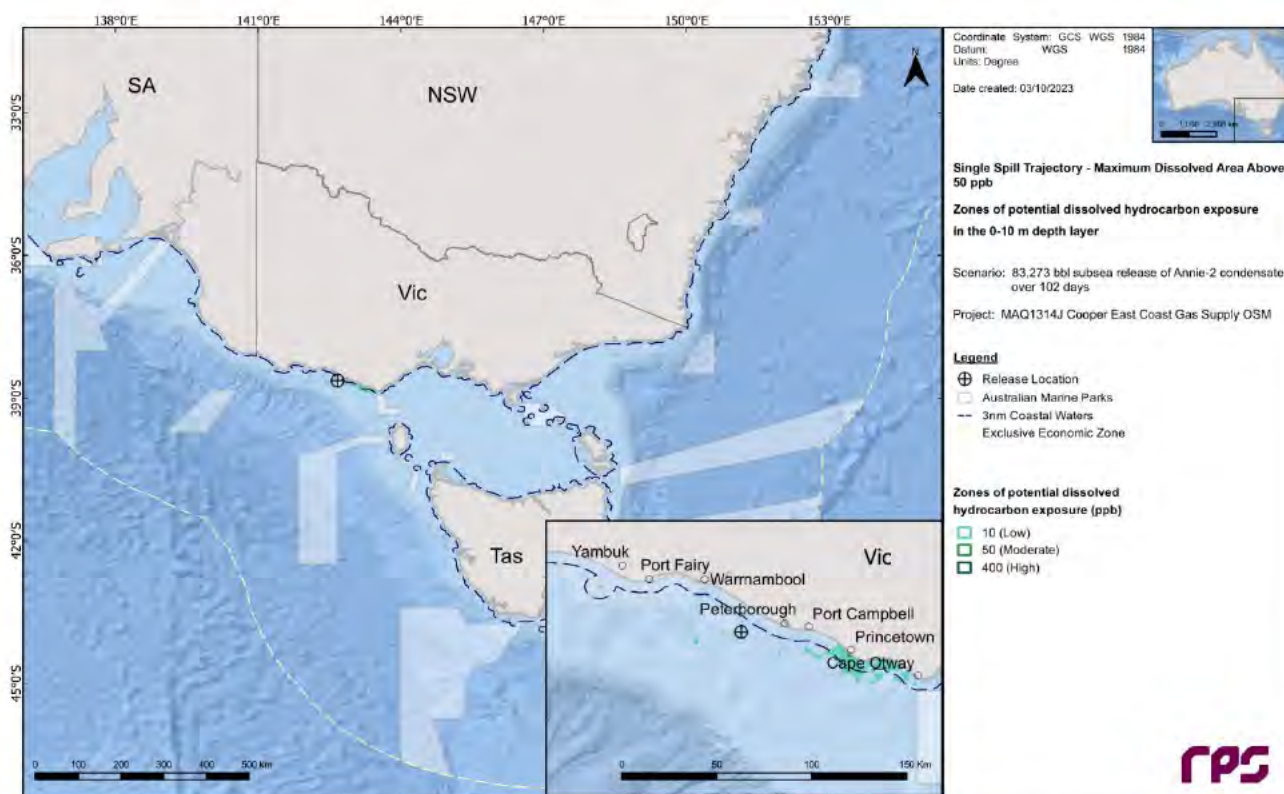 138°0'E
141°0'E
144°0'E
147°0'E
150°0'E
153°0'E
33°0'S
36°0'S
39°0'S
42°0'S
45°0'S
SA
NSW
Vic
Tas
N
0 100 200 300 400 500 Km
Vic
Yambuk
Port Fairy
Warrnambool
Peterborough
Port Campbell
Princetown
Cape Otway
0 50 100 150 Km
Coordinate System: GCS WGS 1984
Datum: WGS 1984
Units: Degree
Date created: 03/10/2023
Single Spill Trajectory - Maximum Dissolved Area Above
50 ppb
Zones of potential dissolved hydrocarbon exposure
in the 0-10 m depth layer
Scenario: 83,273 bbl subsea release of Annie-2 condensate
over 102 days
Project: MAQ1314J Cooper East Coast Gas Supply OSM
Legend
Release Location
Australian Marine Parks
3nm Coastal Waters
Exclusive Economic Zone
Zones of potential dissolved
hydrocarbon exposure (ppb)
10 (Low)
50 (Moderate)
400 (High)
rps